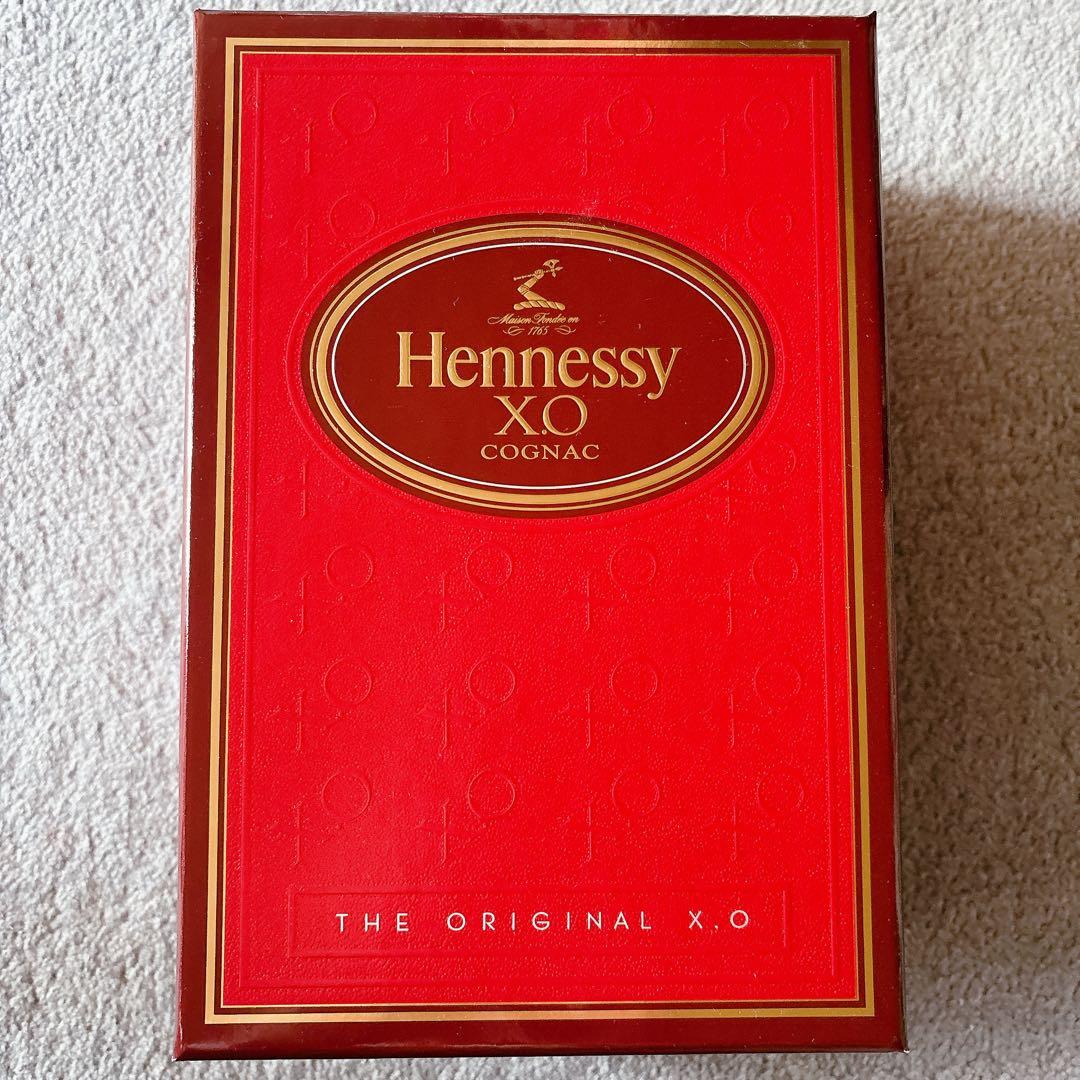 Maison Fondée en
1765
Hennessy
X.O
COGNAC
THE ORIGINAL X.O